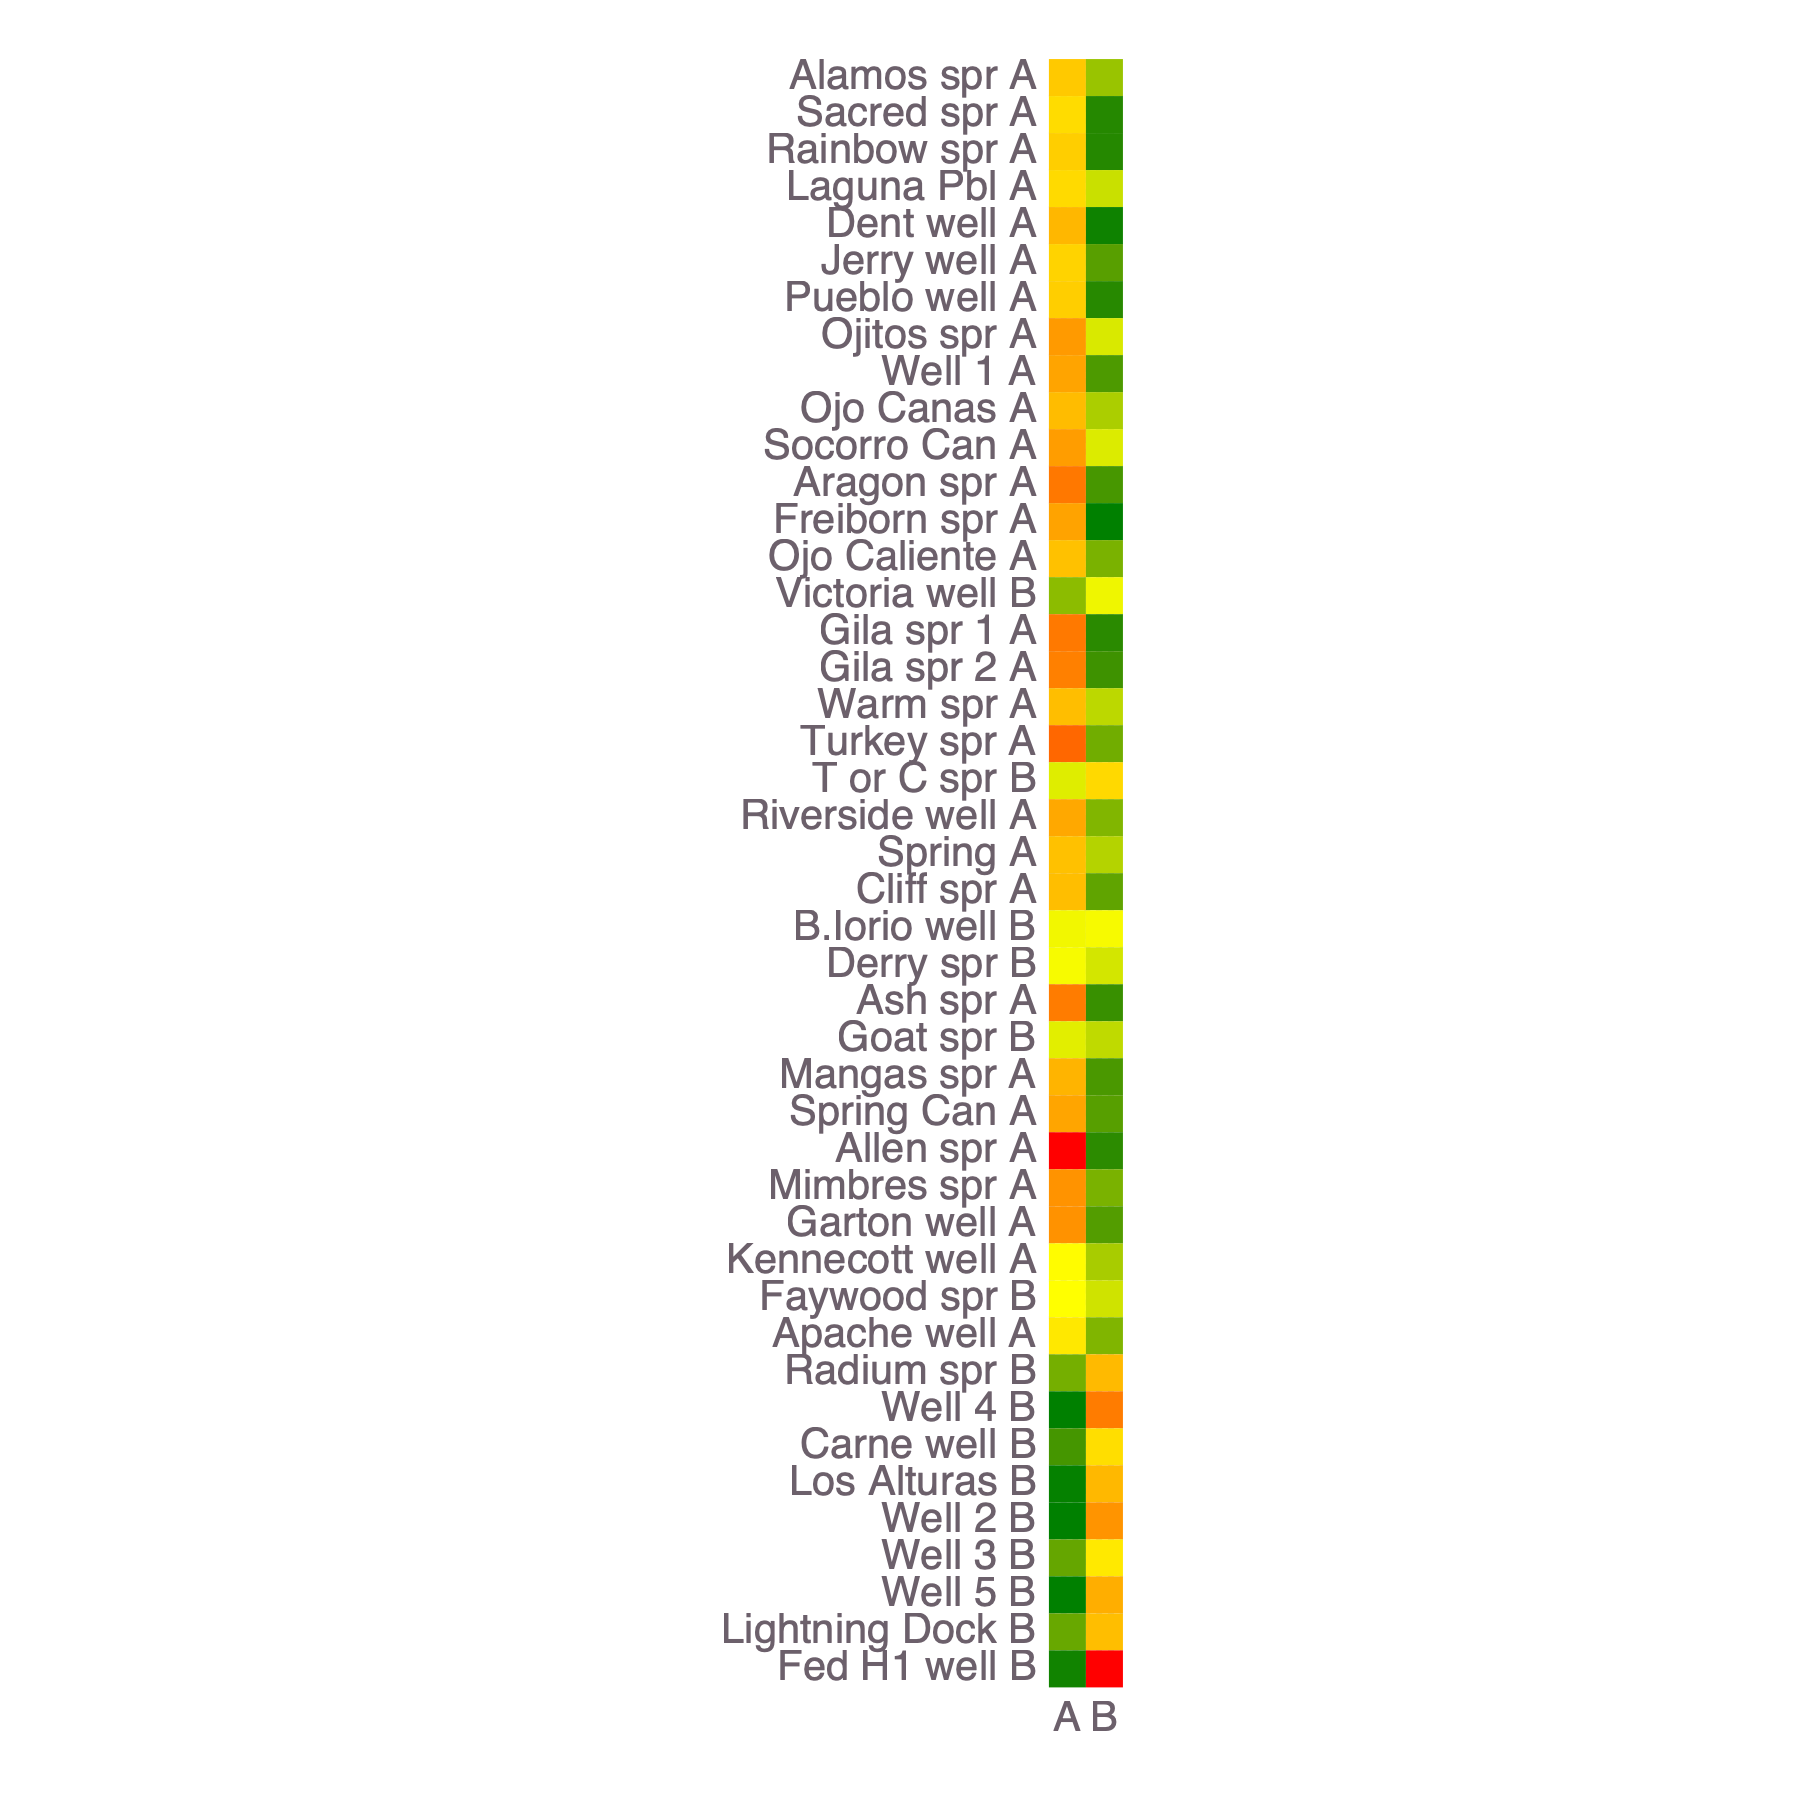 Alamos spr A
Sacred spr A
Rainbow spr A
Laguna Pbl A
Dent well A
Jerry well A
Pueblo well A
Ojitos spr A
Well 1 A
Ojo Canas A
Socorro Can A
Aragon spr A
Freiborn spr A
Ojo Caliente A
Victoria well B
Gila spr 1 A
Gila spr 2 A
Warm spr A
Turkey spr A
T or C spr B
Riverside well A
Spring A
Cliff spr A
B.Iorio well B
Derry spr B
Ash spr A
Goat spr B
Mangas spr A
Spring Can A
Allen spr A
Mimbres spr A
Garton well A
Kennecott well A
Faywood spr B
Apache well A
Radium spr B
Well 4 B
Carne well B
Los Alturas B
Well 2 B
Well 3 B
Well 5 B
Lightning Dock B
Fed H1 well B
A B